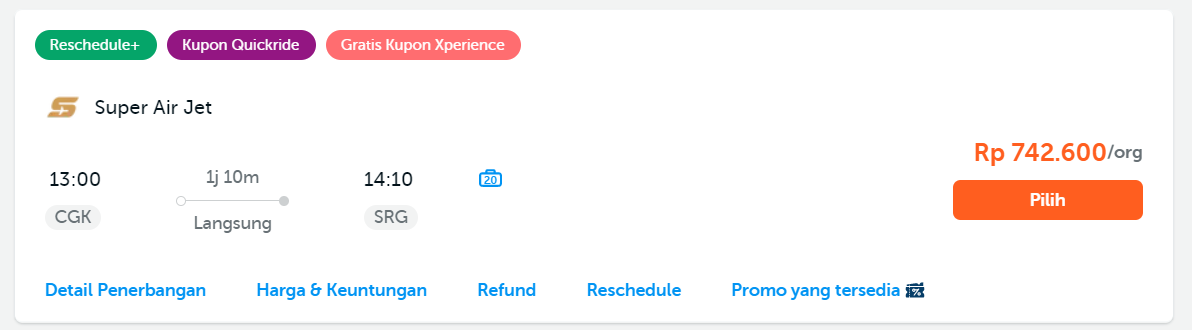 Reschedule+ Kupon Quickride Gratis Kupon Xperience
Super Air Jet
Rp 742.600/org
13:00 1j 10m 14:10 20
Pilih
CGK Langsung SRG
Detail Penerbangan Harga & Keuntungan Refund Reschedule Promo yang tersedia